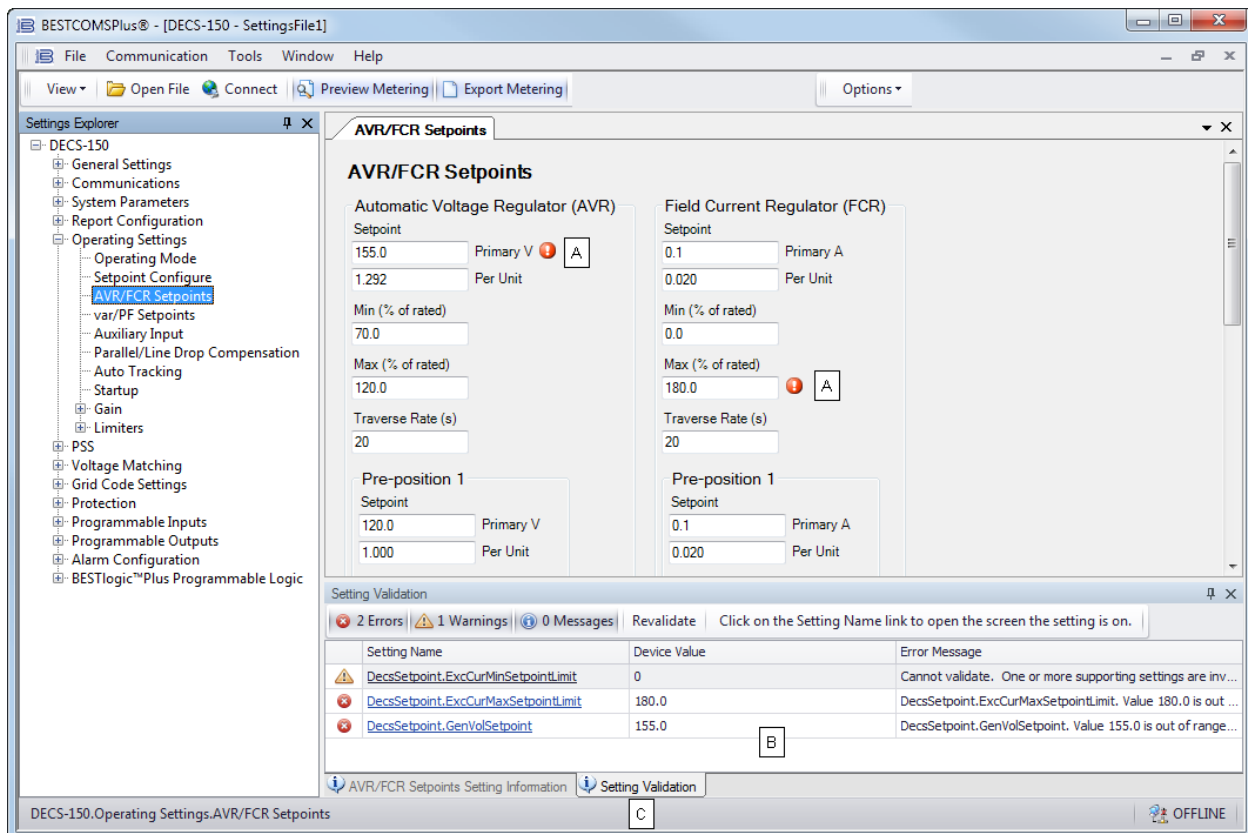 BESTCOMSPlus® - [DECS-150 - SettingsFile1]
File Communication Tools Window Help
View Open File Connect Preview Metering Export Metering Options
Settings Explorer
DECS-150
General Settings
Communications
System Parameters
Report Configuration
Operating Settings
Operating Mode
Setpoint Configure
AVR/FCR Setpoints
var/PF Setpoints
Auxiliary Input
Parallel/Line Drop Compensation
Auto Tracking
Startup
Gain
Limiters
PSS
Voltage Matching
Grid Code Settings
Protection
Programmable Inputs
Programmable Outputs
Alarm Configuration
BESTlogic™Plus Programmable Logic
AVR/FCR Setpoints
AVR/FCR Setpoints
Automatic Voltage Regulator (AVR)
Setpoint
155.0 Primary V A
1.292 Per Unit
Min (% of rated)
70.0
Max (% of rated)
120.0
Traverse Rate (s)
20
Pre-position 1
Setpoint
120.0 Primary V
1.000 Per Unit
Field Current Regulator (FCR)
Setpoint
0.1 Primary A
0.020 Per Unit
Min (% of rated)
0.0
Max (% of rated)
180.0 A
Traverse Rate (s)
20
Pre-position 1
Setpoint
0.1 Primary A
0.020 Per Unit
Setting Validation
2 Errors 1 Warnings 0 Messages Revalidate Click on the Setting Name link to open the screen the setting is on.
Setting Name Device Value Error Message
DecsSetpoint.ExcCurMinSetpointLimit 0 Cannot validate. One or more supporting settings are inv...
DecsSetpoint.ExcCurMaxSetpointLimit 180.0 DecsSetpoint.ExcCurMaxSetpointLimit. Value 180.0 is out ...
DecsSetpoint.GenVolSetpoint 155.0 DecsSetpoint.GenVolSetpoint. Value 155.0 is out of range...
B
AVR/FCR Setpoints Setting Information Setting Validation
DECS-150.Operating Settings.AVR/FCR Setpoints C OFFLINE